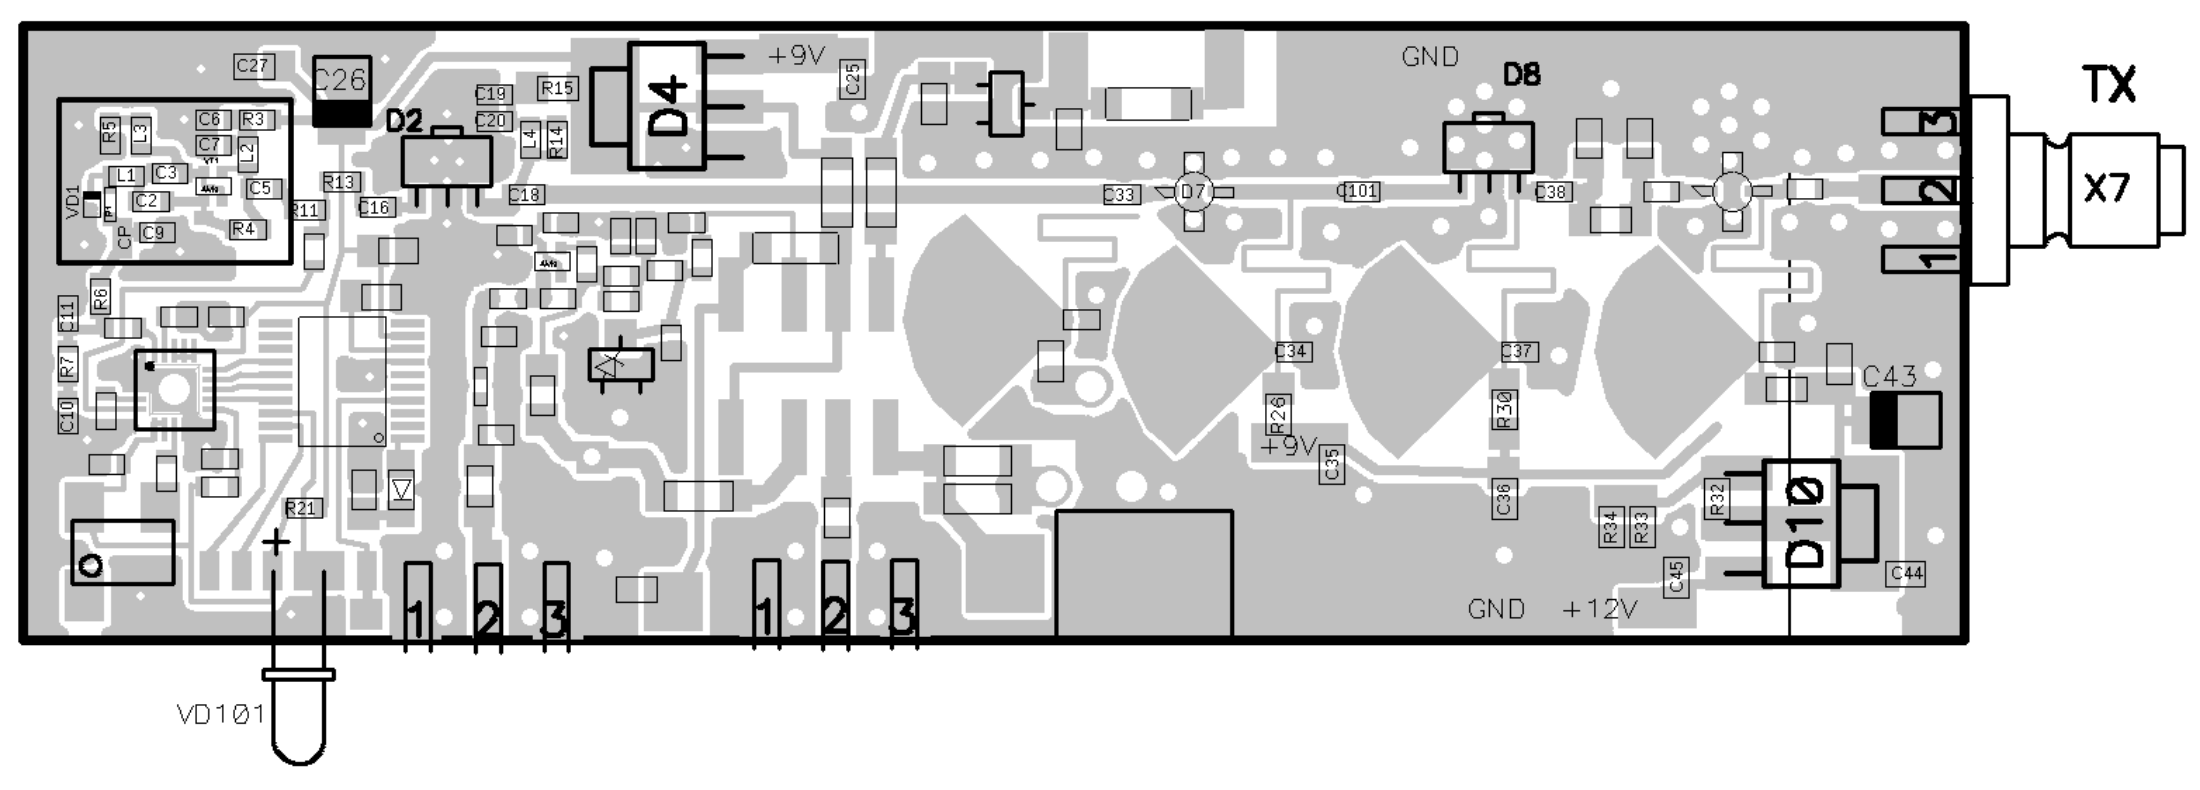 C27
C26
+9V
C25
GND
D8
TX
R15
C19
C20
D4
D2
C6
R3
R5
L3
C7
L2
L4
R14
3
L1
C3
C5
R13
C18
C33
D7
C101
C38
2
X7
VD1
C2
R11
C16
CP
C9
R4
1
R6
C11
R7
C34
C37
C43
C10
R26
R30
+9V
C35
C36
R32
D10
R21
R34
R33
+
C45
C44
1
2
3
1
2
3
GND +12V
VD101